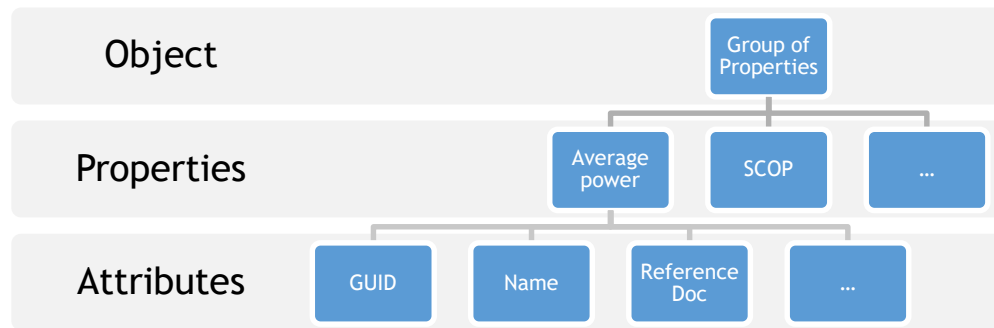 Object
Group of
Properties
Properties
Average
power
SCOP
...
Attributes
GUID
Name
Reference
Doc
...